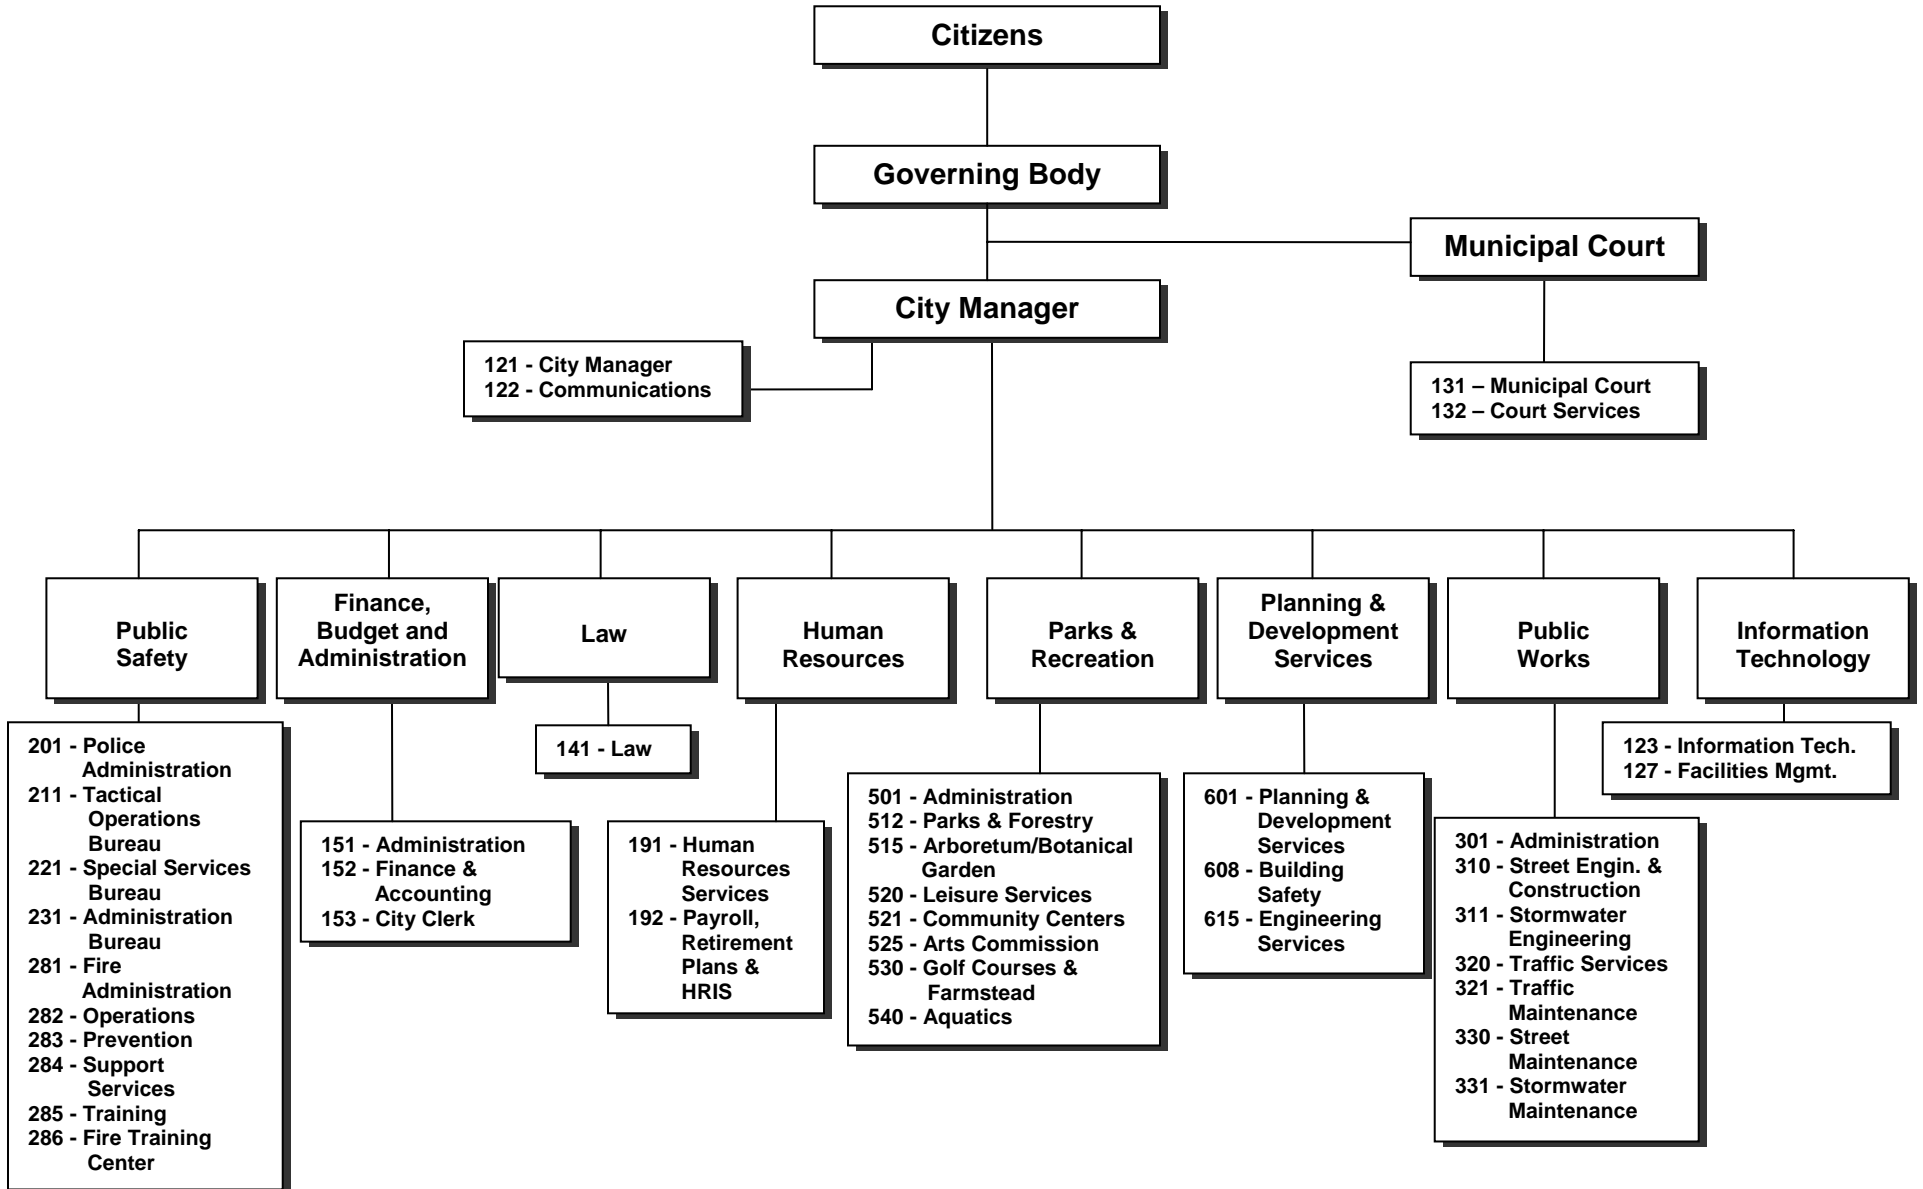 Citizens
Governing Body
Municipal Court
City Manager
121 - City Manager
122 - Communications
131 – Municipal Court
132 – Court Services
Public
Safety
Finance,
Budget and
Administration
Law
Human
Resources
Parks &
Recreation
Planning &
Development
Services
Public
Works
Information
Technology
201 - Police
Administration
211 - Tactical
Operations
Bureau
221 - Special Services
Bureau
231 - Administration
Bureau
281 - Fire
Administration
282 - Operations
283 - Prevention
284 - Support
Services
285 - Training
286 - Fire Training
Center
151 - Administration
152 - Finance &
Accounting
153 - City Clerk
141 - Law
191 - Human
Resources
Services
192 - Payroll,
Retirement
Plans &
HRIS
501 - Administration
512 - Parks & Forestry
515 - Arboretum/Botanical
Garden
520 - Leisure Services
521 - Community Centers
525 - Arts Commission
530 - Golf Courses &
Farmstead
540 - Aquatics
601 - Planning &
Development
Services
608 - Building
Safety
615 - Engineering
Services
301 - Administration
310 - Street Engin. &
Construction
311 - Stormwater
Engineering
320 - Traffic Services
321 - Traffic
Maintenance
330 - Street
Maintenance
331 - Stormwater
Maintenance
123 - Information Tech.
127 - Facilities Mgmt.